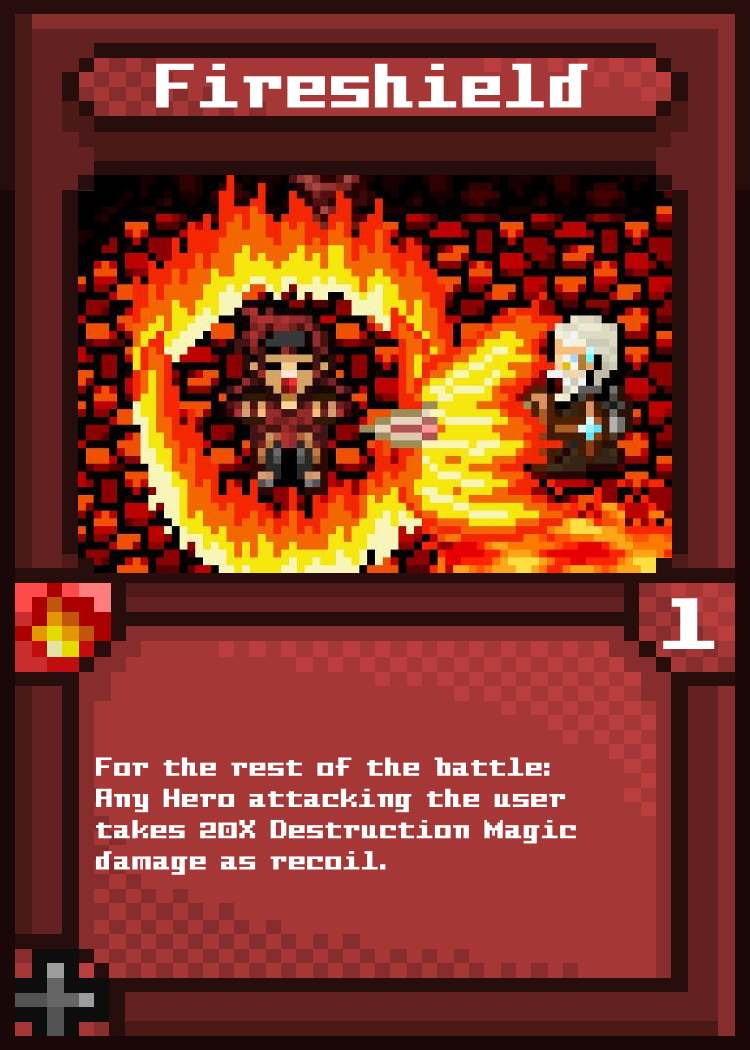 Fireshield
1
For the rest of the battle:
Any Hero attacking the user
takes 20X Destruction Magic
damage as recoil.